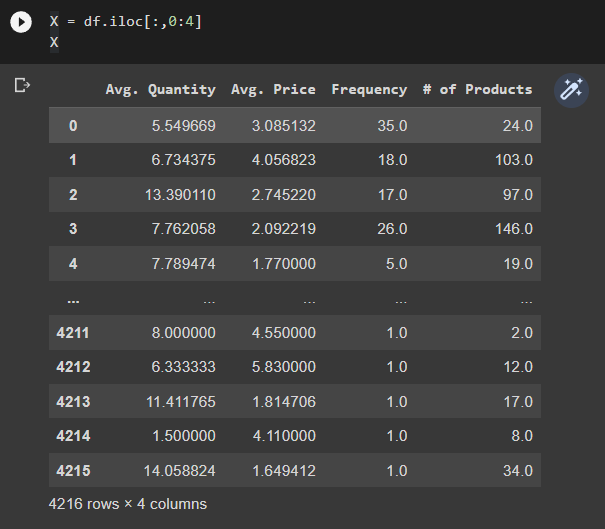 X = df.iloc[:,0:4]
X
Avg. Quantity Avg. Price Frequency # of Products
0 5.549669 3.085132 35.0 24.0
1 6.734375 4.056823 18.0 103.0
2 13.390110 2.745220 17.0 97.0
3 7.762058 2.092219 26.0 146.0
4 7.789474 1.770000 5.0 19.0
... ... ... ... ...
4211 8.000000 4.550000 1.0 2.0
4212 6.333333 5.830000 1.0 12.0
4213 11.411765 1.814706 1.0 17.0
4214 1.500000 4.110000 1.0 8.0
4215 14.058824 1.649412 1.0 34.0
4216 rows × 4 columns